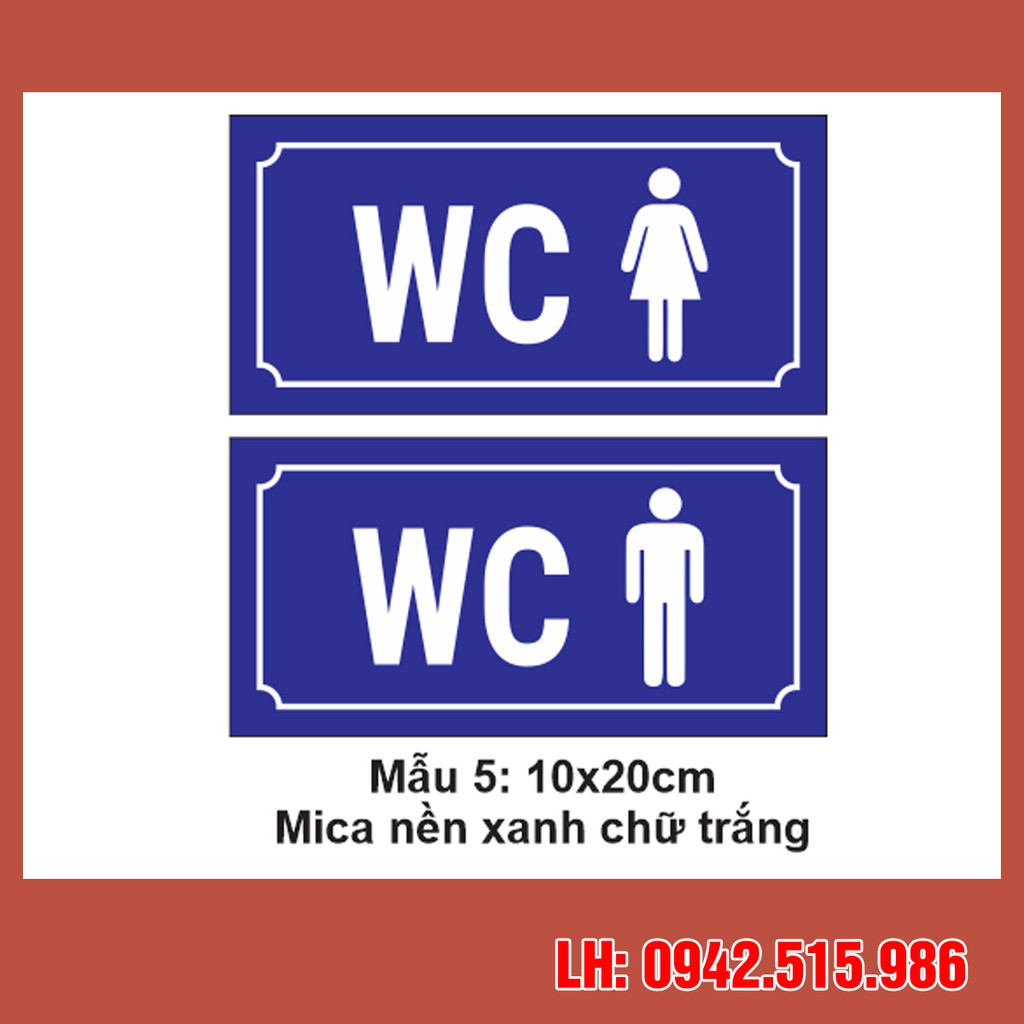 WC
WC
Mẫu 5: 10x20cm
Mica nền xanh chữ trắng
LH: 0942.515.986